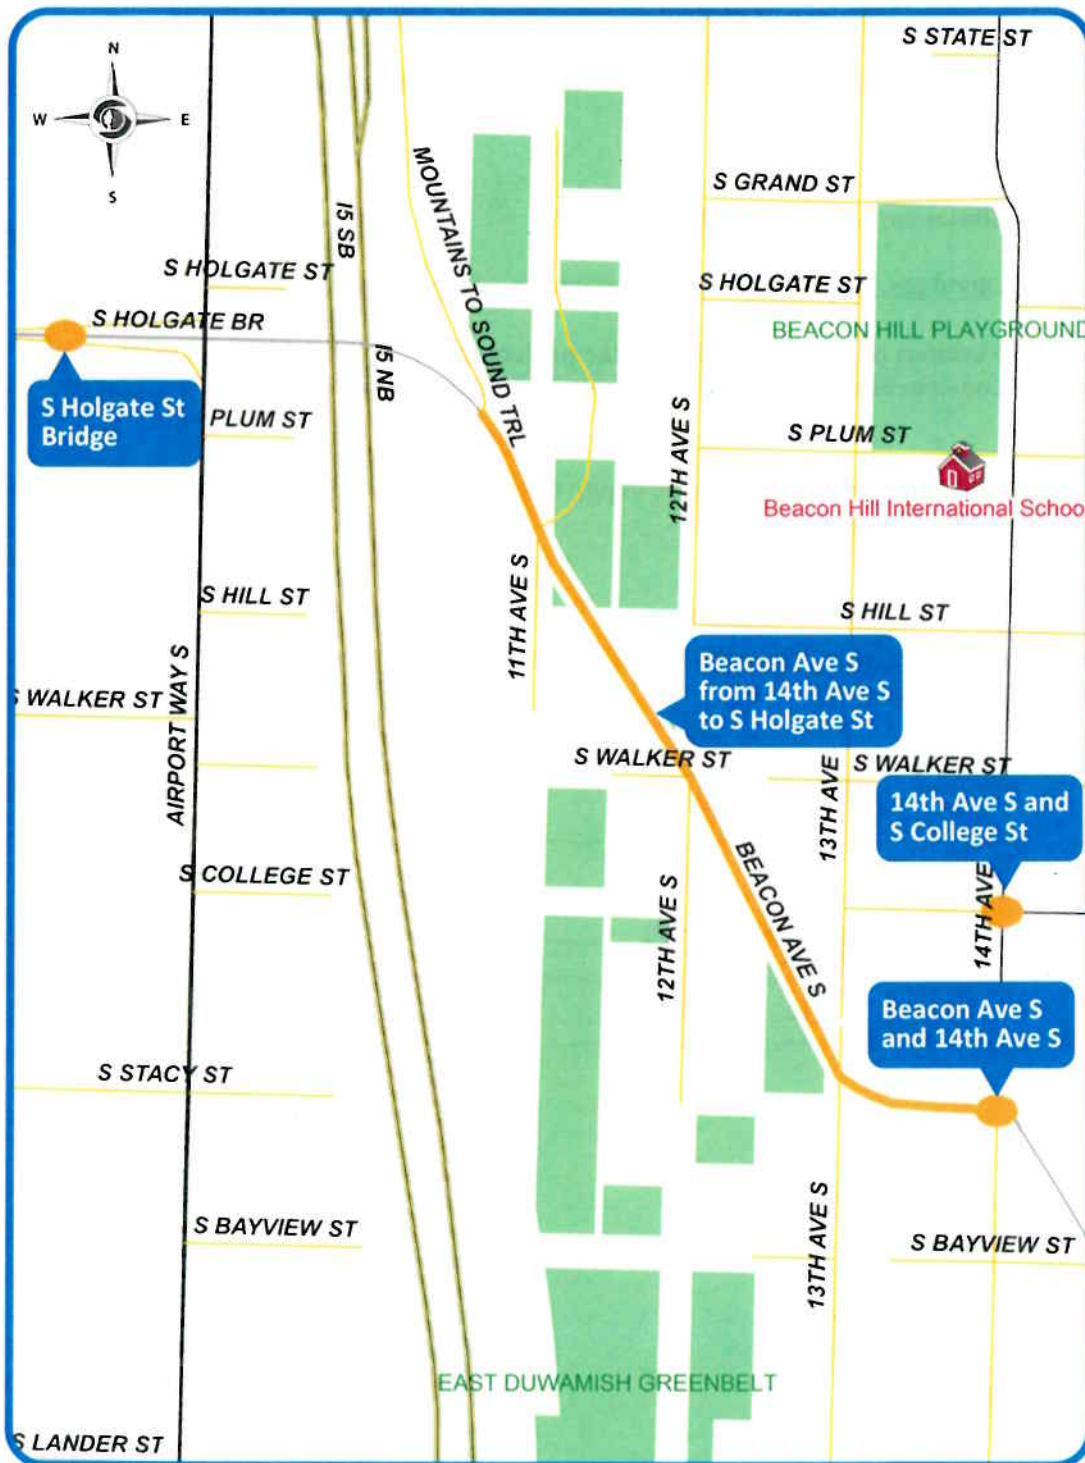 S STATE ST
N
W
E
S
MOUNTAINS TO SOUND TRL
S GRAND ST
I5 SB
S HOLGATE ST
S HOLGATE ST
S HOLGATE BR
BEACON HILL PLAYGROUND
I5 NB
S Holgate St
Bridge
PLUM ST
12TH AVE S
S PLUM ST
Beacon Hill International Schoo
11TH AVE S
S HILL ST
S HILL ST
Beacon Ave S
from 14th Ave S
to S Holgate St
S WALKER ST
AIRPORT WAY S
S WALKER ST
13TH AVE
S WALKER ST
14th Ave S and
S College St
BEACON AVE S
S COLLEGE ST
12TH AVE S
14TH AVE
Beacon Ave S
and 14th Ave S
S STACY ST
S BAYVIEW ST
13TH AVE S
S BAYVIEW ST
EAST DUWAMISH GREENBELT
S LANDER ST